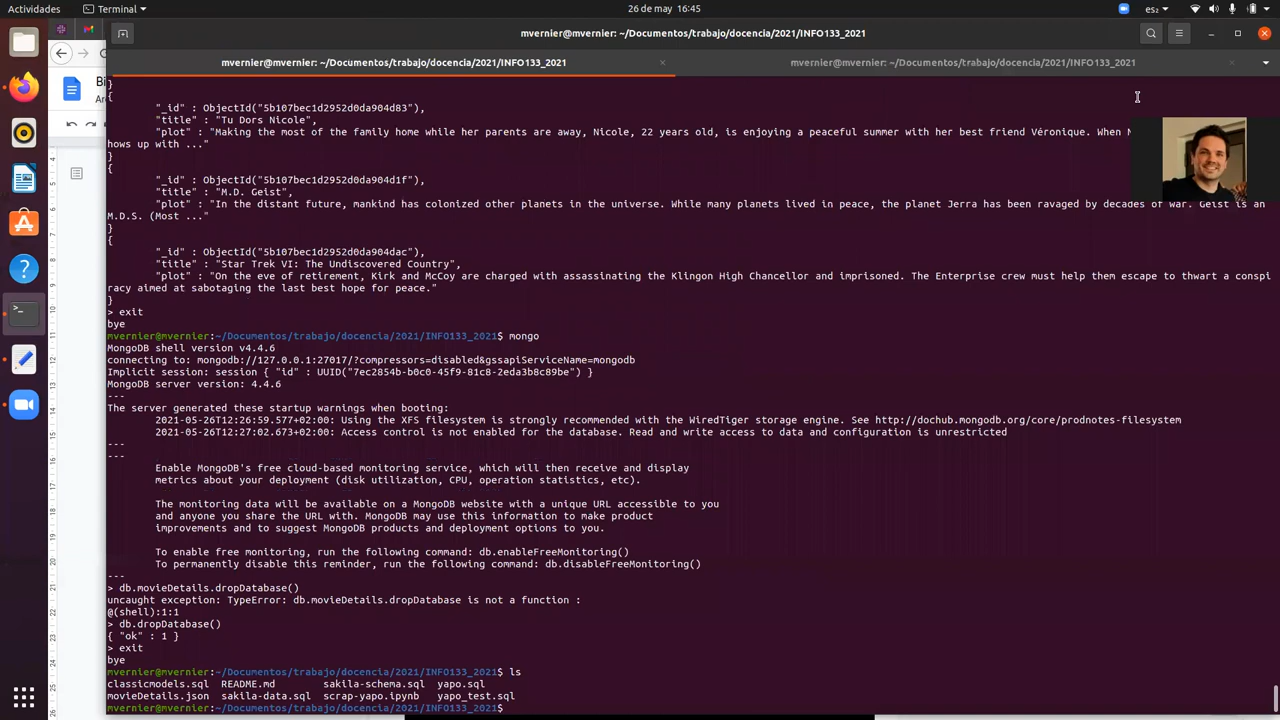 Actividades Terminal 26 de may 16:45 es2
mvernier@mvernier: ~/Documentos/trabajo/docencia/2021/INFO133_2021
mvernier@mvernier: ~/Documentos/trabajo/docencia/2021/INFO133_2021 mvernier@mvernier: ~/Documentos/trabajo/docencia/2021/INFO133_2021
}
{
"_id" : ObjectId("5b107bec1d2952d0da904d83"),
"title" : "Tu Dors Nicole",
"plot" : "Making the most of the family home while her parents are away, Nicole, 22 years old, is enjoying a peaceful summer with her best friend Véronique. When
hows up with ..."
}
{
"_id" : ObjectId("5b107bec1d2952d0da904d1f"),
"title" : "M.D. Geist",
"plot" : "In the distant future, mankind has colonized other planets in the universe. While many planets lived in peace, the planet Jerra has been ravaged by decades of war. Geist is an
M.D.S. (Most ..."
}
{
"_id" : ObjectId("5b107bec1d2952d0da904dac"),
"title" : "Star Trek VI: The Undiscovered Country",
"plot" : "On the eve of retirement, Kirk and McCoy are charged with assassinating the Klingon High Chancellor and imprisoned. The Enterprise crew must help them escape to thwart a conspi
racy aimed at sabotaging the last best hope for peace."
}
> exit
bye
mvernier@mvernier:~/Documentos/trabajo/docencia/2021/INFO133_2021$ mongo
MongoDB shell version v4.4.6
connecting to: mongodb://127.0.0.1:27017/?compressors=disabled&gssapiServiceName=mongodb
Implicit session: session { "id" : UUID("7ec2854b-b0c0-45f9-81c8-2eda3b8c89be") }
MongoDB server version: 4.4.6
---
The server generated these startup warnings when booting:
2021-05-26T12:26:59.577+02:00: Using the XFS filesystem is strongly recommended with the WiredTiger storage engine. See http://dochub.mongodb.org/core/prodnotes-filesystem
2021-05-26T12:27:02.673+02:00: Access control is not enabled for the database. Read and write access to data and configuration is unrestricted
---
---
Enable MongoDB's free cloud-based monitoring service, which will then receive and display
metrics about your deployment (disk utilization, CPU, operation statistics, etc).
The monitoring data will be available on a MongoDB website with a unique URL accessible to you
and anyone you share the URL with. MongoDB may use this information to make product
improvements and to suggest MongoDB products and deployment options to you.
To enable free monitoring, run the following command: db.enableFreeMonitoring()
To permanently disable this reminder, run the following command: db.disableFreeMonitoring()
---
> db.movieDetails.dropDatabase()
uncaught exception: TypeError: db.movieDetails.dropDatabase is not a function :
@(shell):1:1
> db.dropDatabase()
{ "ok" : 1 }
> exit
bye
mvernier@mvernier:~/Documentos/trabajo/docencia/2021/INFO133_2021$ ls
classicmodels.sql README.md sakila-schema.sql yapo.sql
movieDetails.json sakila-data.sql scrap-yapo.ipynb yapo_test.sql
mvernier@mvernier:~/Documentos/trabajo/docencia/2021/INFO133_2021$